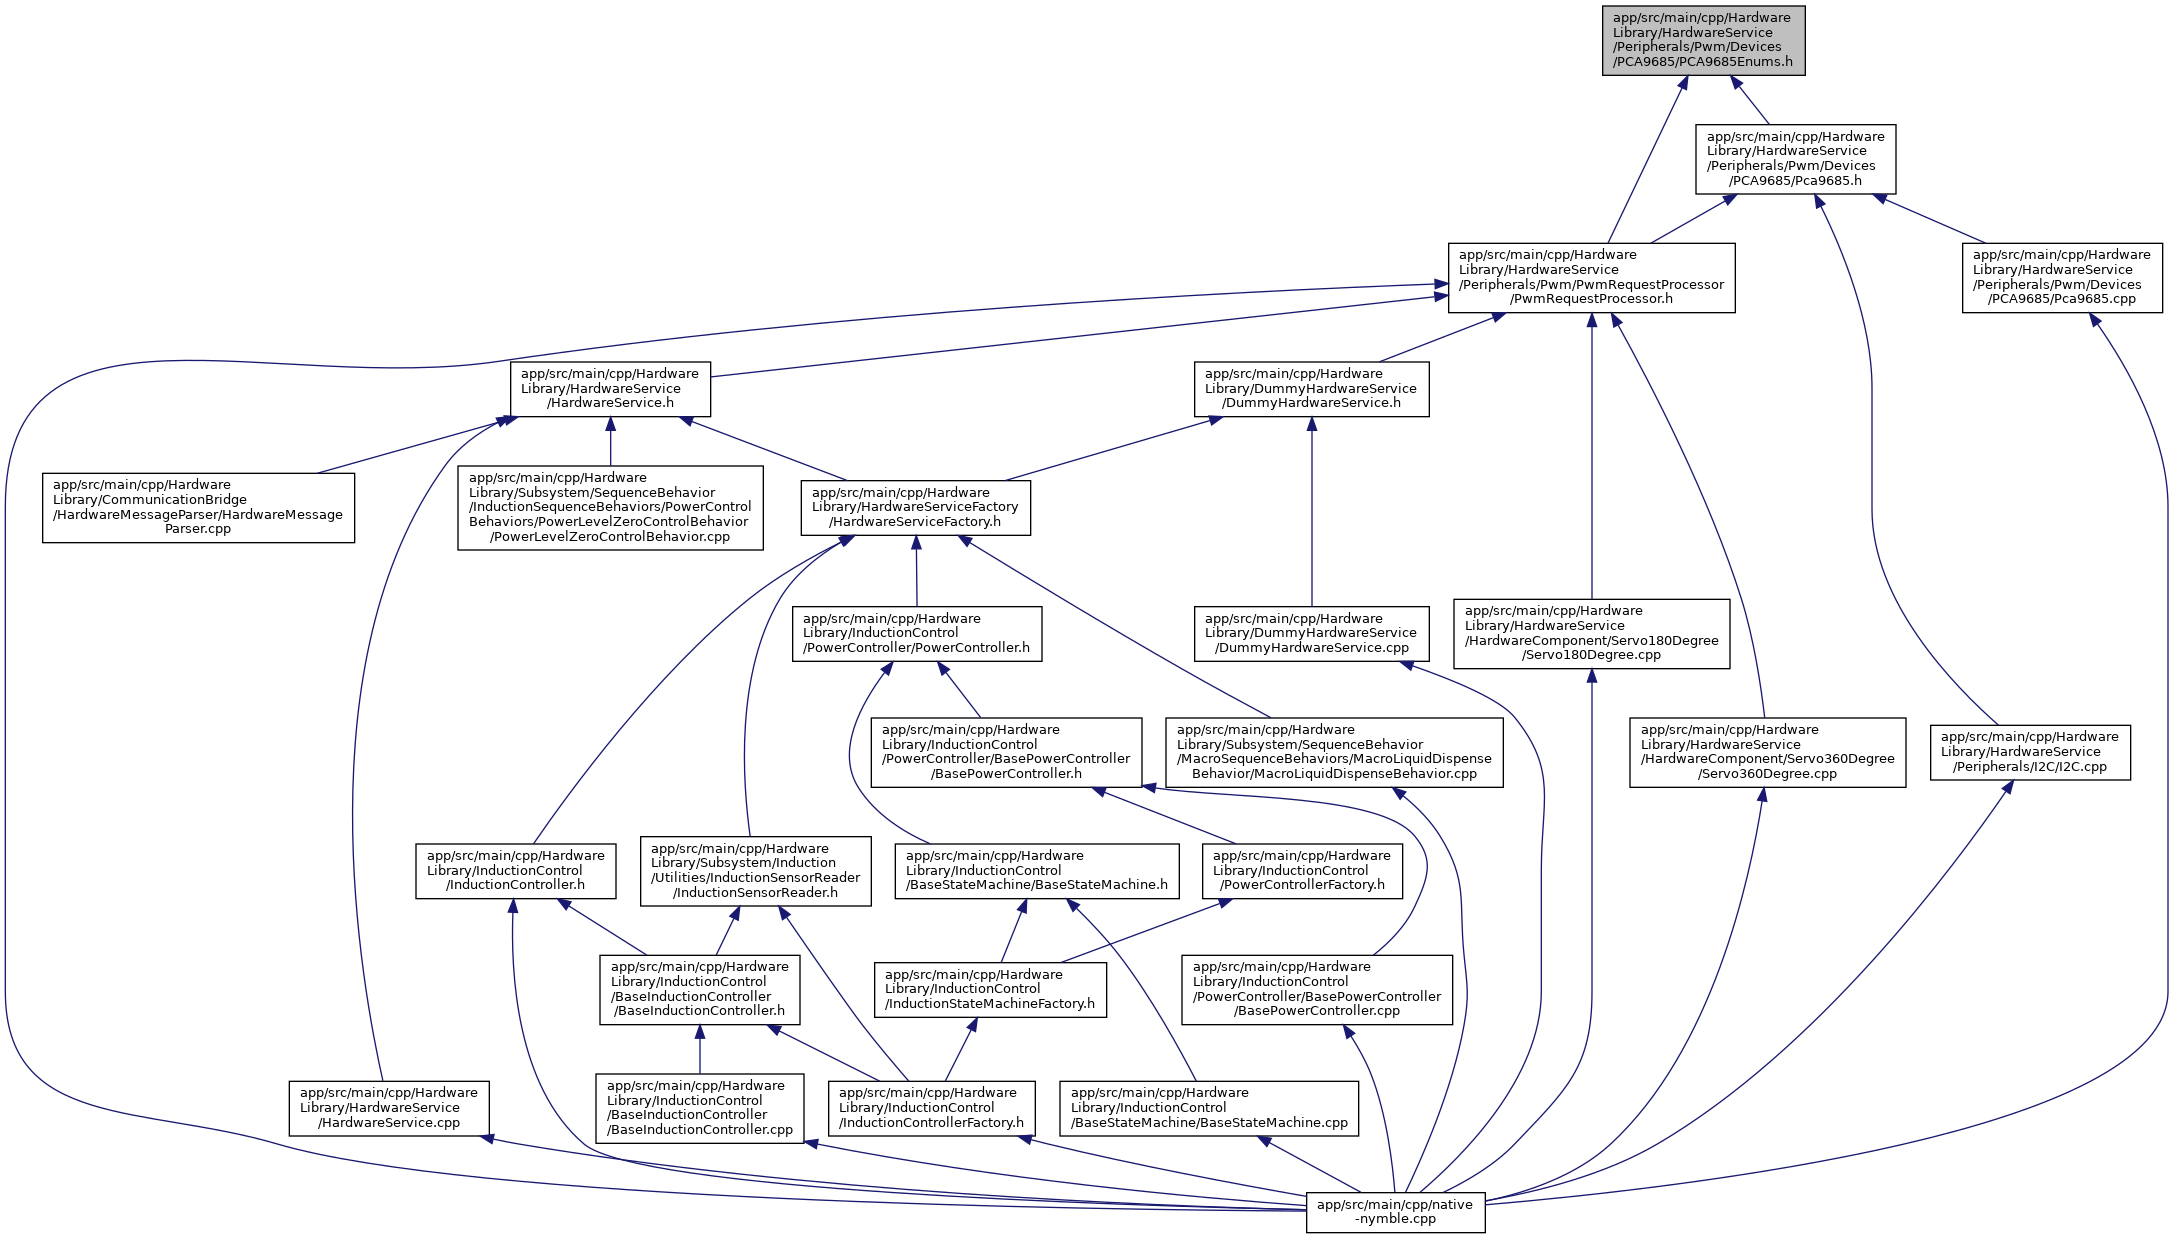 app/src/main/cpp/Hardware
Library/HardwareService
/Peripherals/Pwm/Devices
/PCA9685/PCA9685Enums.h
app/src/main/cpp/Hardware
Library/HardwareService
/Peripherals/Pwm/Devices
/PCA9685/Pca9685.h
app/src/main/cpp/Hardware
Library/HardwareService
/Peripherals/Pwm/PwmRequestProcessor
/PwmRequestProcessor.h
app/src/main/cpp/Hardware
Library/HardwareService
/Peripherals/Pwm/Devices
/PCA9685/Pca9685.cpp
app/src/main/cpp/Hardware
Library/HardwareService
/HardwareService.h
app/src/main/cpp/Hardware
Library/DummyHardwareService
/DummyHardwareService.h
app/src/main/cpp/Hardware
Library/CommunicationBridge
/HardwareMessageParser/HardwareMessage
Parser.cpp
app/src/main/cpp/Hardware
Library/Subsystem/SequenceBehavior
/InductionSequenceBehaviors/PowerControl
Behaviors/PowerLevelZeroControlBehavior
/PowerLevelZeroControlBehavior.cpp
app/src/main/cpp/Hardware
Library/HardwareServiceFactory
/HardwareServiceFactory.h
app/src/main/cpp/Hardware
Library/InductionControl
/PowerController/PowerController.h
app/src/main/cpp/Hardware
Library/DummyHardwareService
/DummyHardwareService.cpp
app/src/main/cpp/Hardware
Library/HardwareService
/HardwareComponent/Servo180Degree
/Servo180Degree.cpp
app/src/main/cpp/Hardware
Library/InductionControl
/PowerController/BasePowerController
/BasePowerController.h
app/src/main/cpp/Hardware
Library/Subsystem/SequenceBehavior
/MacroSequenceBehaviors/MacroLiquidDispense
Behavior/MacroLiquidDispenseBehavior.cpp
app/src/main/cpp/Hardware
Library/HardwareService
/HardwareComponent/Servo360Degree
/Servo360Degree.cpp
app/src/main/cpp/Hardware
Library/HardwareService
/Peripherals/I2C/I2C.cpp
app/src/main/cpp/Hardware
Library/InductionControl
/InductionController.h
app/src/main/cpp/Hardware
Library/Subsystem/Induction
/Utilities/InductionSensorReader
/InductionSensorReader.h
app/src/main/cpp/Hardware
Library/InductionControl
/BaseStateMachine/BaseStateMachine.h
app/src/main/cpp/Hardware
Library/InductionControl
/PowerControllerFactory.h
app/src/main/cpp/Hardware
Library/InductionControl
/BaseInductionController
/BaseInductionController.h
app/src/main/cpp/Hardware
Library/InductionControl
/InductionStateMachineFactory.h
app/src/main/cpp/Hardware
Library/InductionControl
/PowerController/BasePowerController
/BasePowerController.cpp
app/src/main/cpp/Hardware
Library/HardwareService
/HardwareService.cpp
app/src/main/cpp/Hardware
Library/InductionControl
/BaseInductionController
/BaseInductionController.cpp
app/src/main/cpp/Hardware
Library/InductionControl
/InductionControllerFactory.h
app/src/main/cpp/Hardware
Library/InductionControl
/BaseStateMachine/BaseStateMachine.cpp
app/src/main/cpp/native
-nymble.cpp